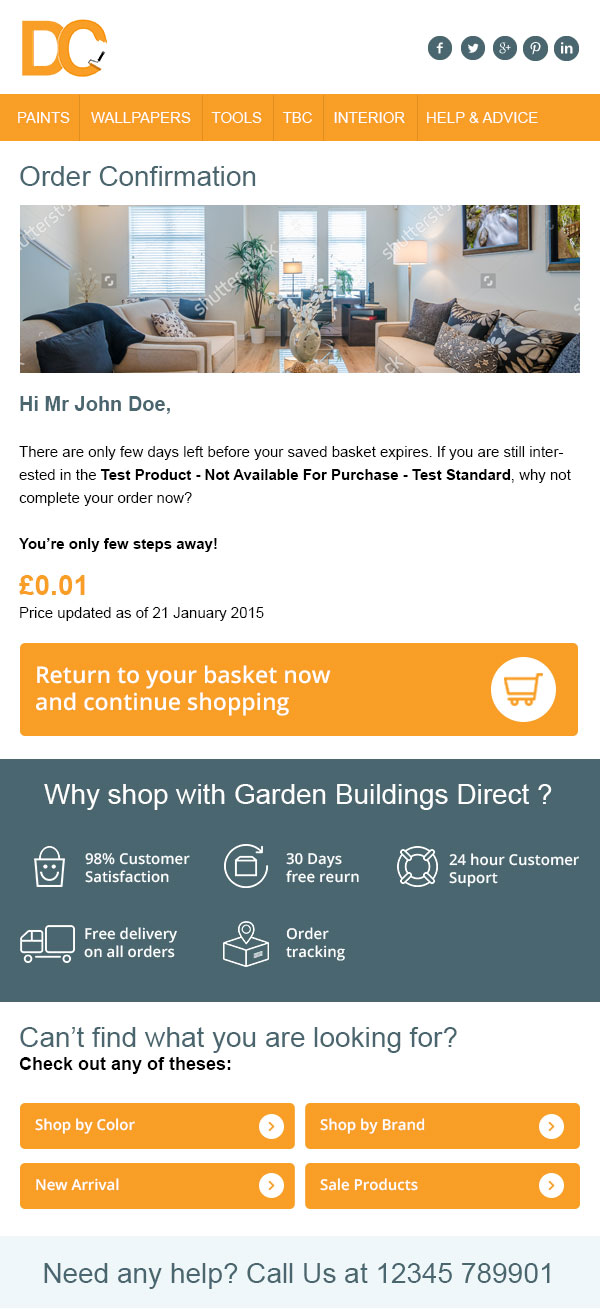 DC
PAINTS WALLPAPERS TOOLS TBC INTERIOR HELP & ADVICE
Order Confirmation
shutterstock
shutterstock
shutterstock
Hi Mr John Doe,
There are only few days left before your saved basket expires. If you are still inter-
ested in the Test Product - Not Available For Purchase - Test Standard, why not
complete your order now?
You’re only few steps away!
£0.01
Price updated as of 21 January 2015
Return to your basket now
and continue shopping
Why shop with Garden Buildings Direct ?
98% Customer
Satisfaction
30 Days
free reurn
24 hour Customer
Suport
Free delivery
on all orders
Order
tracking
Can’t find what you are looking for?
Check out any of theses:
Shop by Color
Shop by Brand
New Arrival
Sale Products
Need any help? Call Us at 12345 789901